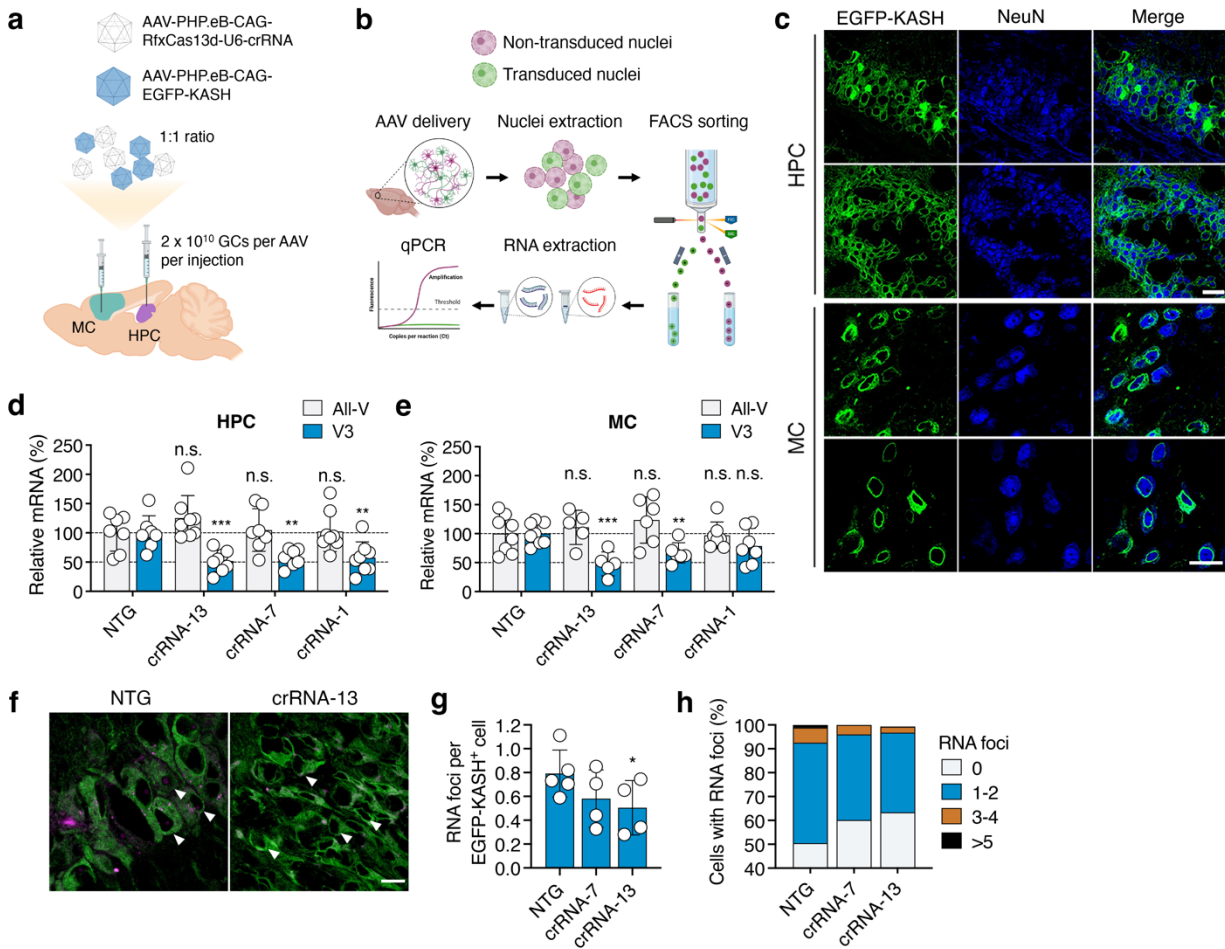 a
AAV-PHP.eB-CAG-
RfxCas13d-U6-crRNA
AAV-PHP.eB-CAG-
EGFP-KASH
1:1 ratio
2 x 10¹⁰ GCs per AAV
per injection
MC
HPC
b
Non-transduced nuclei
Transduced nuclei
AAV delivery
Nuclei extraction
FACS sorting
qPCR
RNA extraction
Fluorescence
Amplification
Threshold
Copies per reaction (Ct)
c
EGFP-KASH
NeuN
Merge
HPC
MC
d
HPC
All-V
V3
Relative mRNA (%)
250
200
150
100
50
0
n.s.
n.s.
n.s.
***
**
**
NTG
crRNA-13
crRNA-7
crRNA-1
e
MC
All-V
V3
Relative mRNA (%)
250
200
150
100
50
0
n.s.
n.s.
n.s.
n.s.
***
**
NTG
crRNA-13
crRNA-7
crRNA-1
f
NTG
crRNA-13
g
RNA foci per
EGFP-KASH⁺ cell
1.2
1.0
0.8
0.6
0.4
0.2
0.0
*
NTG
crRNA-7
crRNA-13
h
Cells with RNA foci (%)
100
90
80
70
60
50
40
NTG
crRNA-7
crRNA-13
RNA foci
0
1-2
3-4
>5